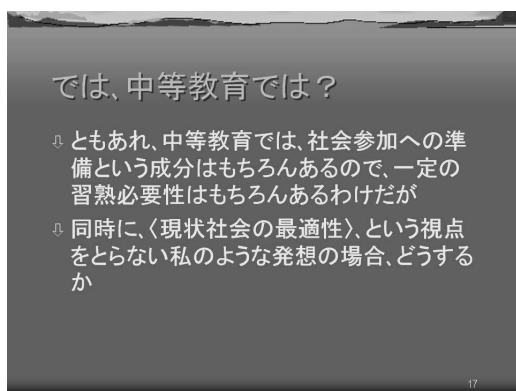 では、中等教育では？
⇩ ともあれ、中等教育では、社会参加への準
備という成分はもちろんあるので、一定の
習熟必要性はもちろんあるわけだが
⇩ 同時に、〈現状社会の最適性〉、という視点
をとらない私のような発想の場合、どうする
か
17